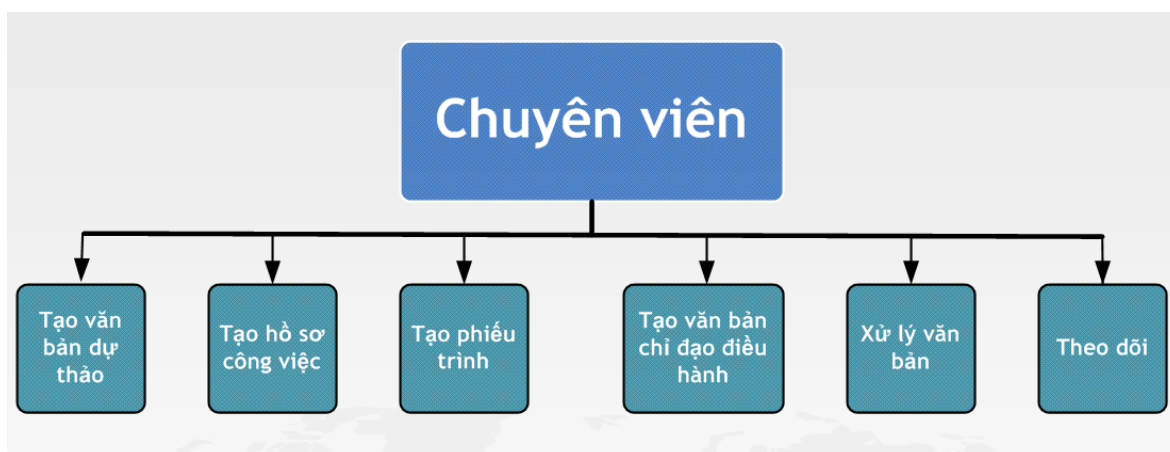 Chuyên viên
Tạo văn
bản dự
thảo
Tạo hồ sơ
công việc
Tạo phiếu
trình
Tạo văn bản
chỉ đạo điều
hành
Xử lý văn
bản
Theo dõi